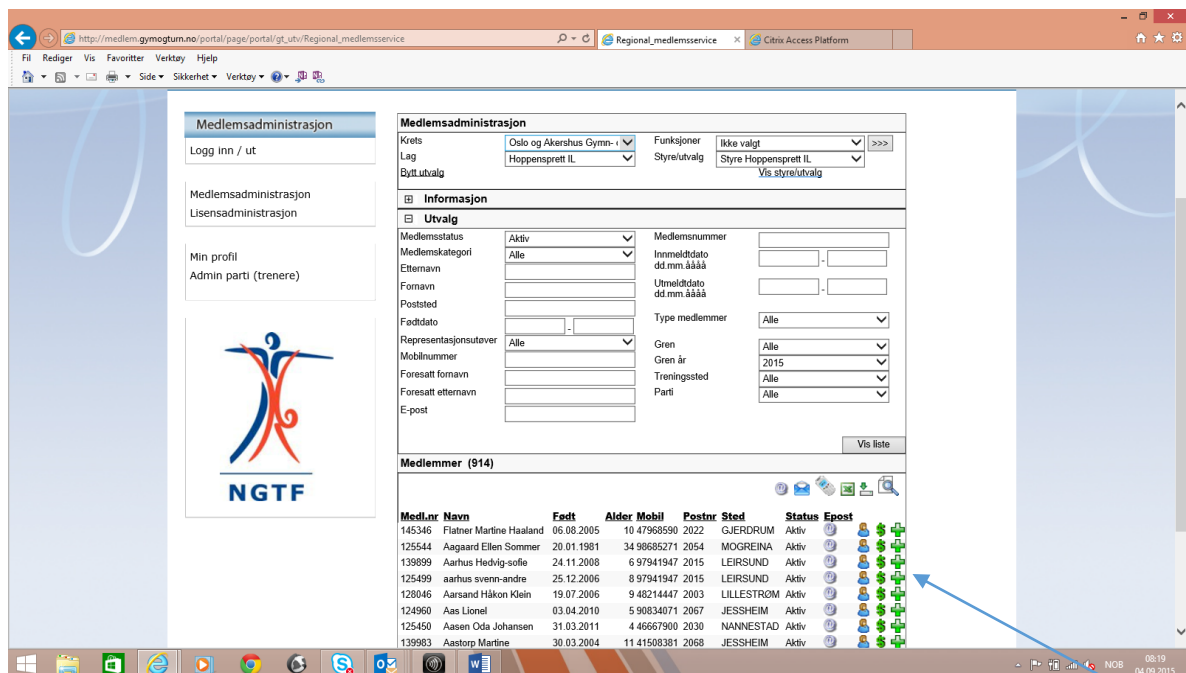 http://medlem.gymogturn.no/portal/page/portal/gt_utv/Regional_medlemsservice
Regional_medlemsservice
Citrix Access Platform
Fil Rediger Vis Favoritter Verktøy Hjelp
Side Sikkerhet Verktøy
Medlemsadministrasjon
Logg inn / ut
Medlemsadministrasjon
Lisensadministrasjon
Min profil
Admin parti (trenere)
NGTF
Medlemsadministrasjon
Krets Oslo og Akershus Gymn- Funksjoner Ikke valgt >>>
Lag Hoppensprett IL Styre/utvalg Styre Hoppensprett IL
Bytt utvalg Vis styre/utvalg
Informasjon
Utvalg
Medlemsstatus Aktiv Medlemsnummer
Medlemskategori Alle Innmeldtdato
dd.mm.åååå -
Etternavn
Fornavn Utmeldtdato
dd.mm.åååå -
Poststed
Fødtdato - Type medlemmer Alle
Representasjonsutøver Alle Gren Alle
Mobilnummer Gren år 2015
Foresatt fornavn Treningssted Alle
Foresatt etternavn Parti Alle
E-post
Vis liste
Medlemmer (914)
Medl.nr Navn Født Alder Mobil Postnr Sted Status Epost
145346 Flatner Martine Haaland 06.08.2005 10 47968590 2022 GJERDRUM Aktiv
125544 Aagaard Ellen Sommer 20.01.1981 34 98685271 2054 MOGREINA Aktiv
139899 Aarhus Hedvig-sofie 24.11.2008 6 97941947 2015 LEIRSUND Aktiv
125499 aarhus svenn-andre 25.12.2006 8 97941947 2015 LEIRSUND Aktiv
128046 Aarsand Håkon Klein 19.07.2006 9 48214447 2003 LILLESTRØM Aktiv
124960 Aas Lionel 03.04.2010 5 90834071 2067 JESSHEIM Aktiv
125450 Aasen Oda Johansen 31.03.2011 4 46667900 2030 NANNESTAD Aktiv
139983 Aastorp Martine 30.03.2004 11 41508381 2068 JESSHEIM Aktiv
NOB 08:19
04.09.2015